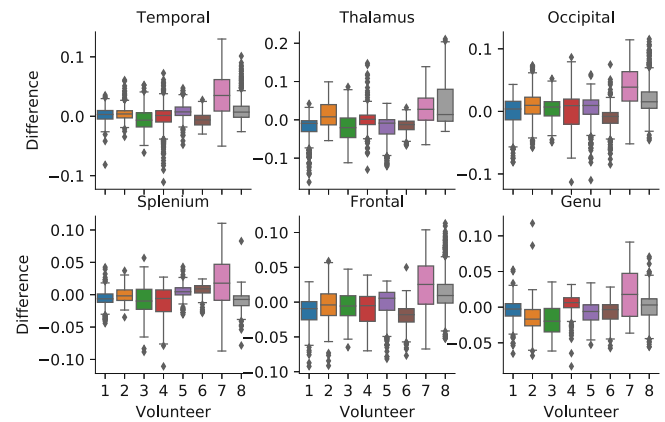 Temporal Thalamus Occipital
0.1 0.2 0.1
0.1
0.0 0.0 0.0
−0.1 −0.1 −0.1
Difference
Splenium Frontal Genu
0.10 0.10 0.10
0.05 0.05 0.05
0.00 0.00 0.00
−0.05 −0.05 −0.05
−0.10 −0.10
Difference
1 2 3 4 5 6 7 8 1 2 3 4 5 6 7 8 1 2 3 4 5 6 7 8
Volunteer Volunteer Volunteer